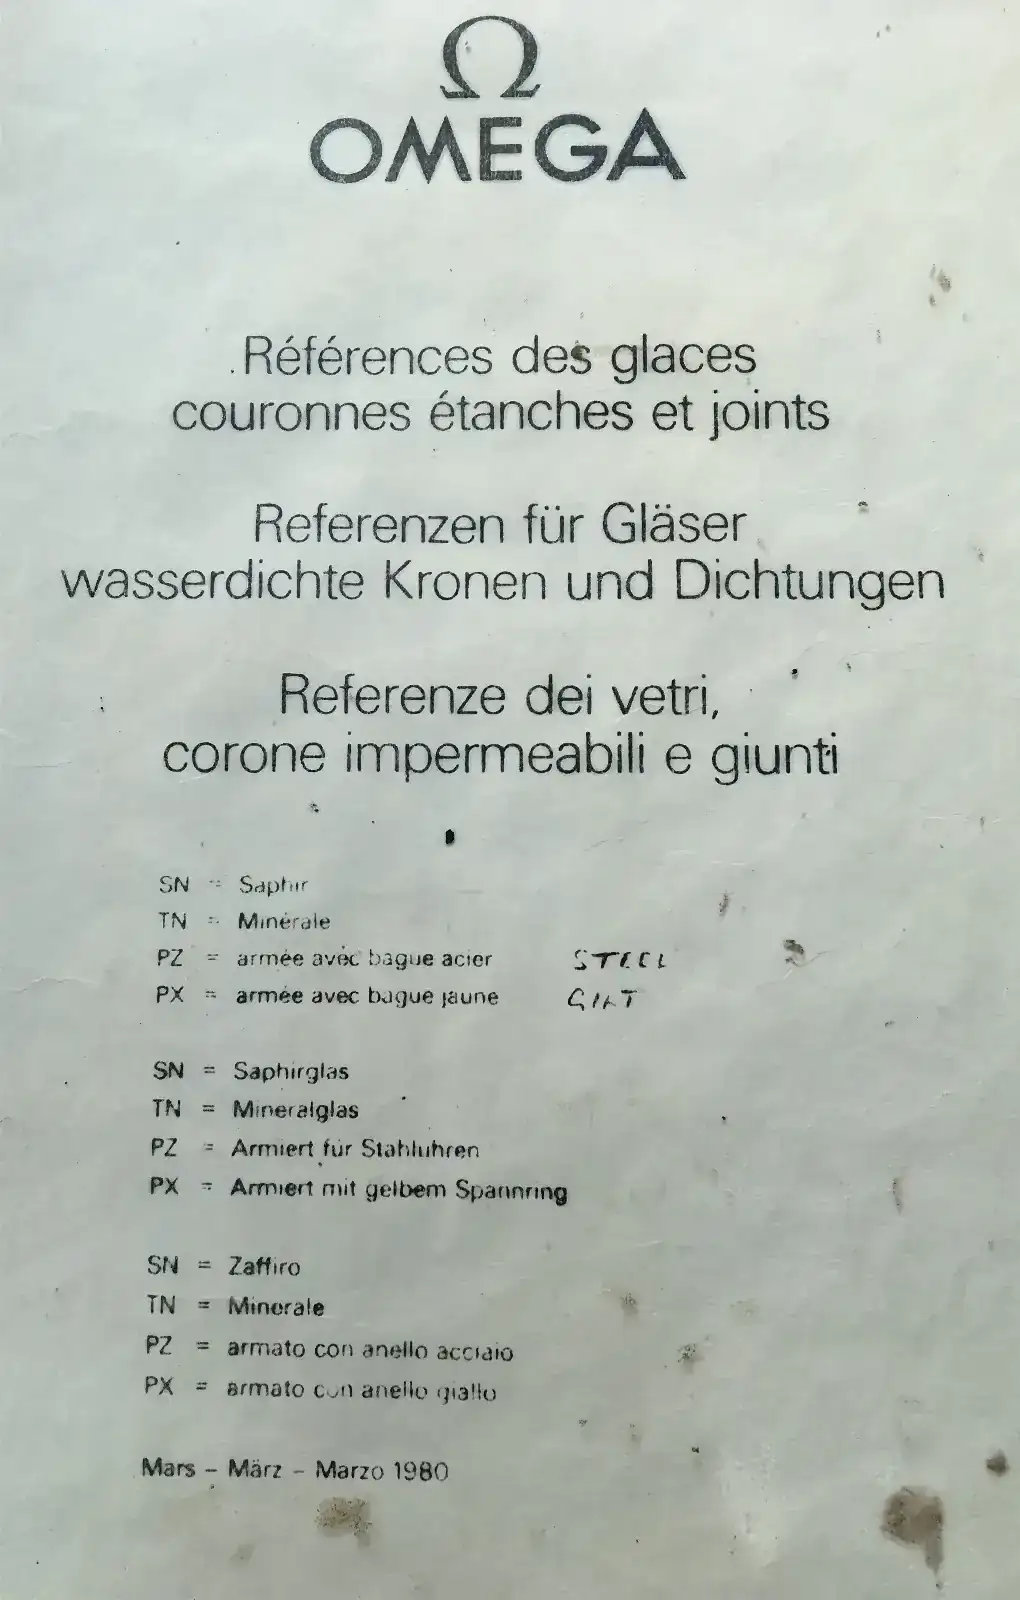 Ω
OMEGA
Références des glaces
couronnes étanches et joints
Referenzen für Gläser
wasserdichte Kronen und Dichtungen
Referenze dei vetri,
corone impermeabili e giunti
SN = Saphir
TN = Minérale
PZ = armée avec bague acier STEEL
PX = armée avec bague jaune
SN = Saphirglas
TN = Mineralglas
PZ = Armiert für Stahluhren
PX = Armiert mit gelbem Spannring
SN = Zaffiro
TN = Minerale
PZ = armato con anello acciaio
PX = armato con anello giallo
Mars - März - Marzo 1980